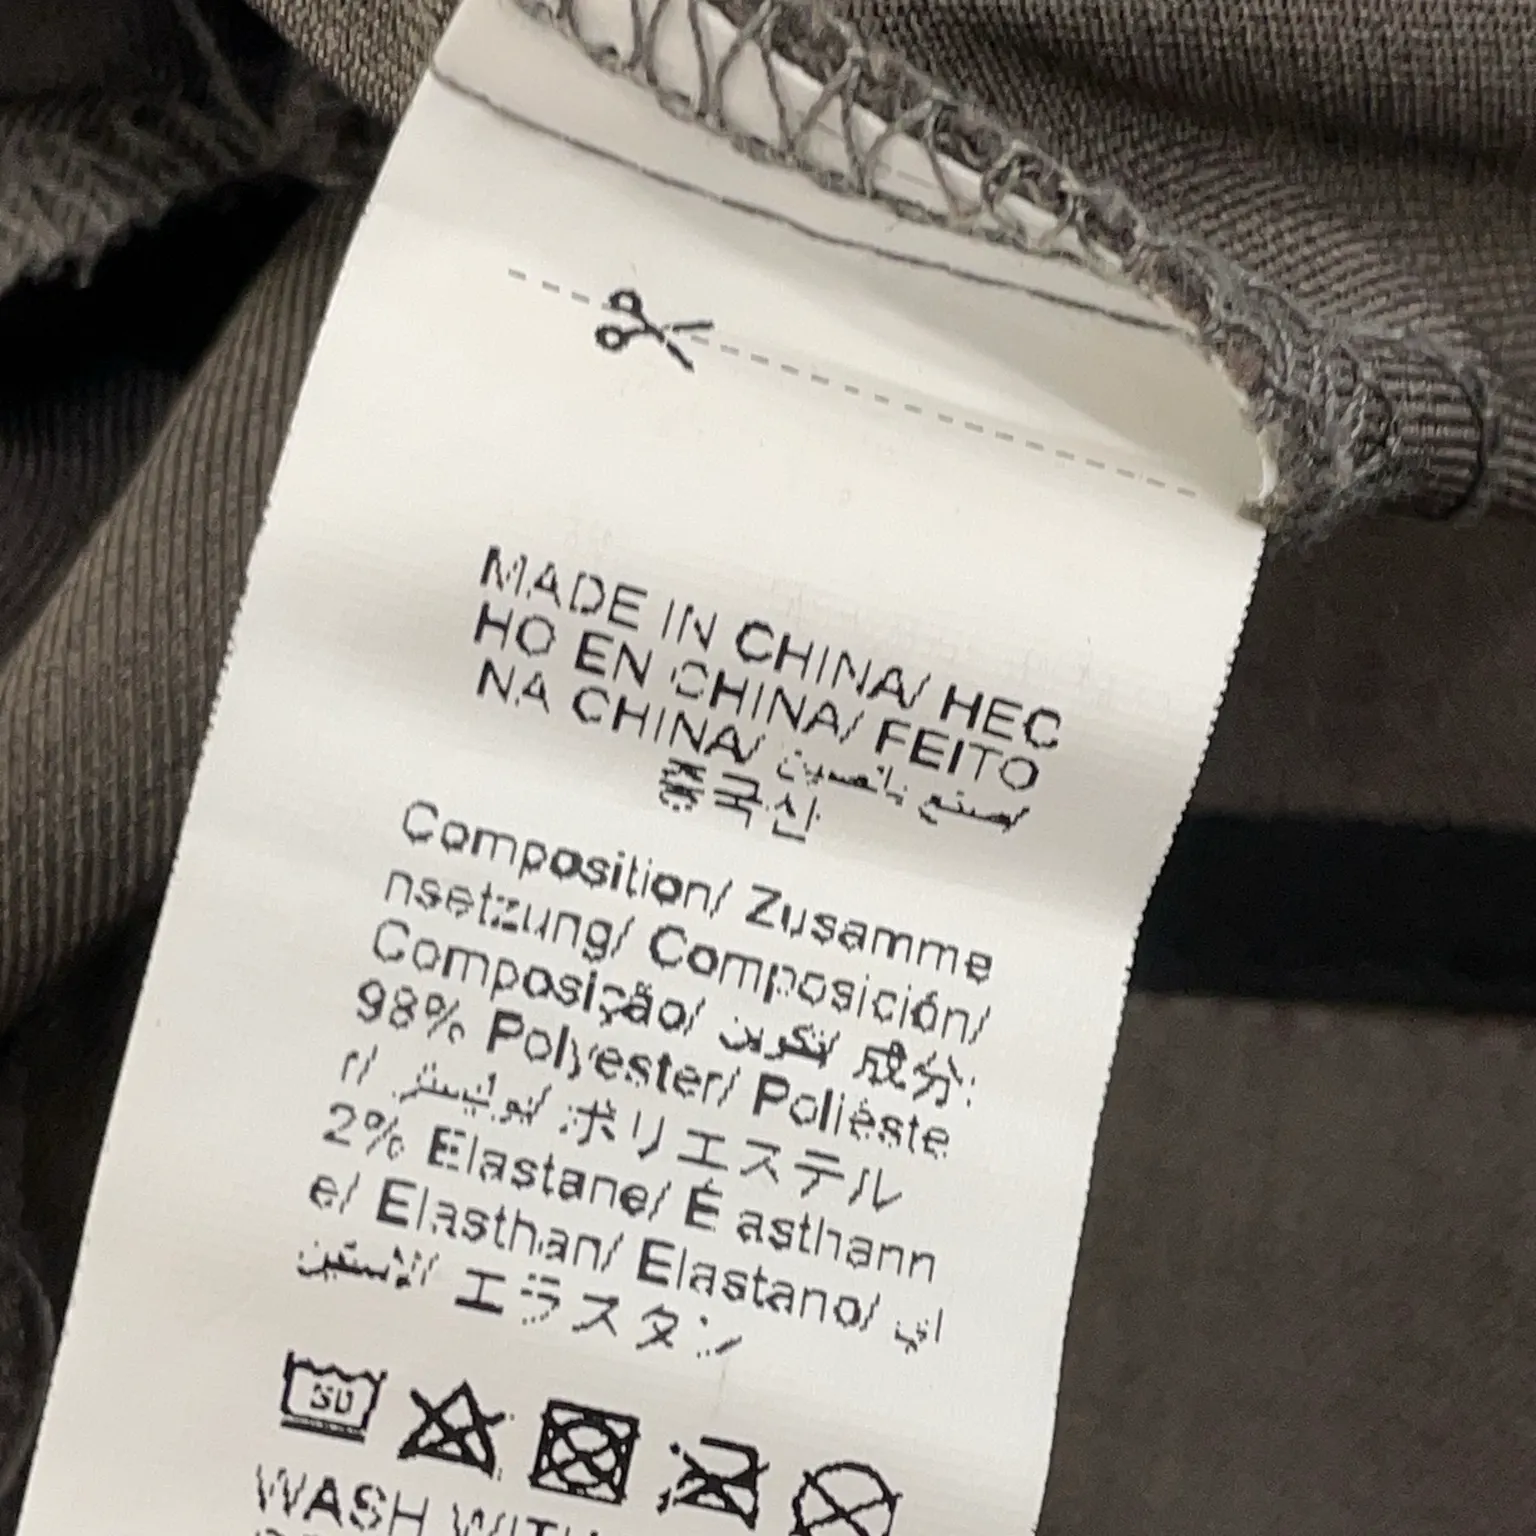 MADE IN CHINA/ HEC
HO EN CHINA/ FEITO
NA CHINA/ صنع بالصين/
중국산
Composition/ Zusamme
nsetzung/ Composición/
Composição/ تكوين/ 成分:
98% Polyester/ Polieste
r/ بوليستر/ ポリエステル
2% Elastane/ É asthann
e/ Elasthan/ Elastano/
エラスタン
30
WASH WITH